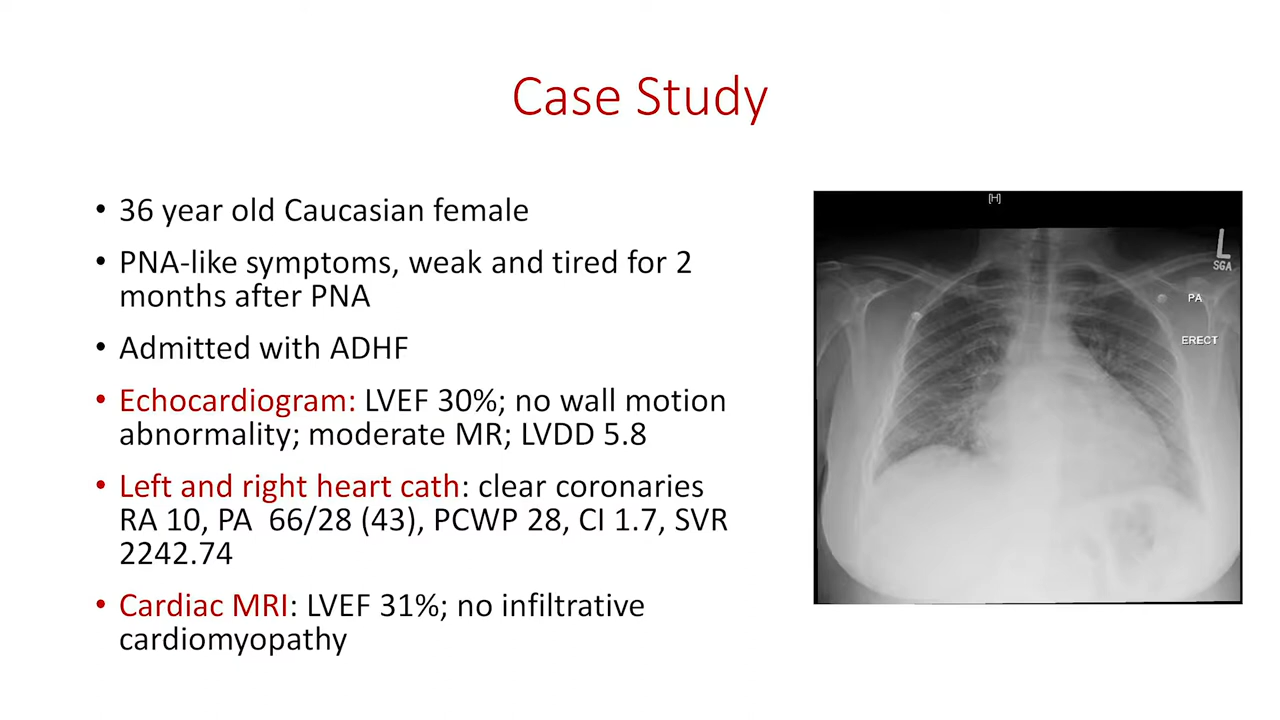 Case Study
• 36 year old Caucasian female
• PNA-like symptoms, weak and tired for 2
months after PNA
• Admitted with ADHF
• Echocardiogram: LVEF 30%; no wall motion
abnormality; moderate MR; LVDD 5.8
• Left and right heart cath: clear coronaries
RA 10, PA 66/28 (43), PCWP 28, CI 1.7, SVR
2242.74
• Cardiac MRI: LVEF 31%; no infiltrative
cardiomyopathy
[H]
L
SGA
PA
ERECT